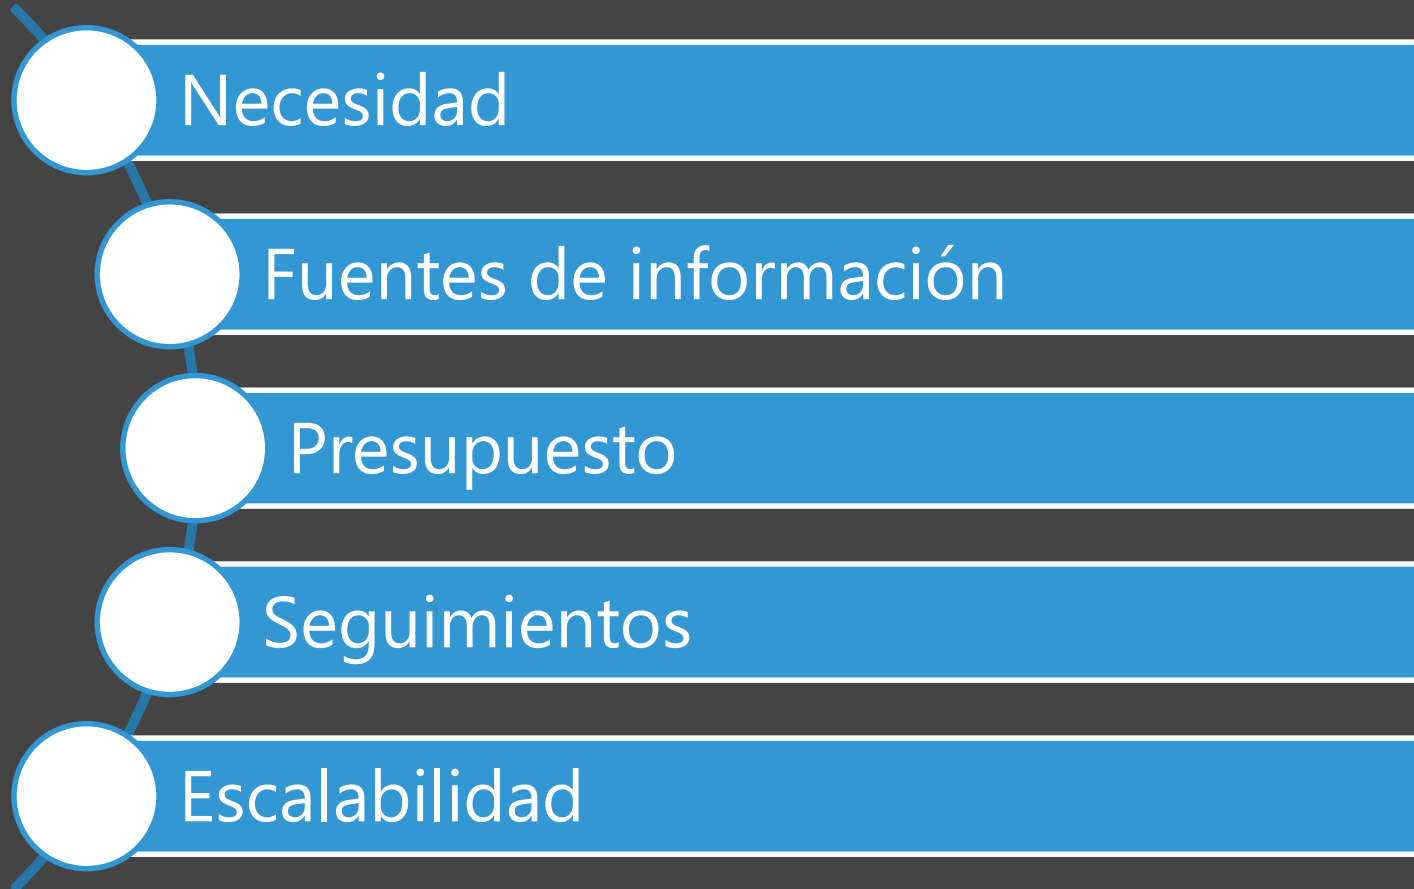 Necesidad
Fuentes de información
Presupuesto
Seguimientos
Escalabilidad